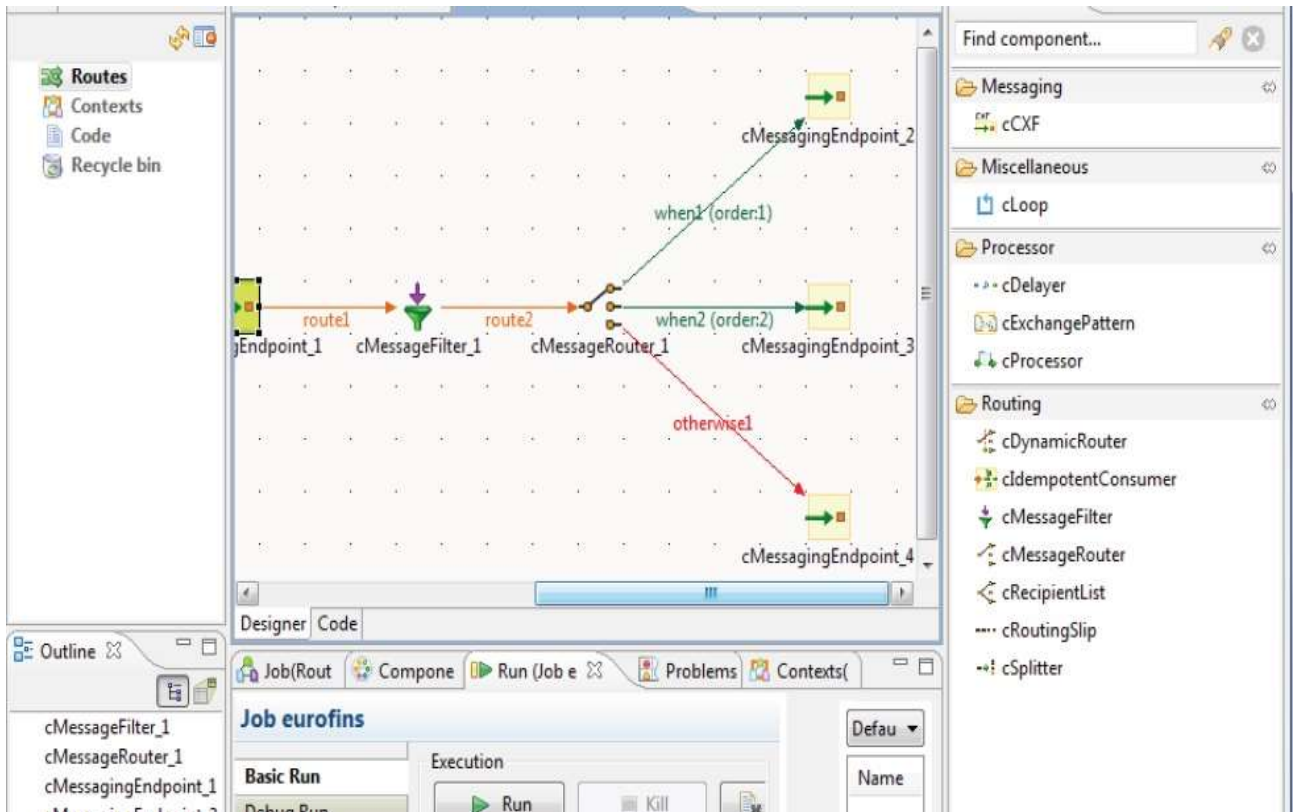 Routes
Contexts
Code
Recycle bin
cMessagingEndpoint_2
when1 (order:1)
route1
route2
when2 (order:2)
gEndpoint_1
cMessageFilter_1
cMessageRouter_1
cMessagingEndpoint_3
otherwise1
cMessagingEndpoint_4
Designer
Code
Find component...
Messaging
cCXF
Miscellaneous
cLoop
Processor
cDelayer
cExchangePattern
cProcessor
Routing
cDynamicRouter
cIdempotentConsumer
cMessageFilter
cMessageRouter
cRecipientList
cRoutingSlip
cSplitter
Outline
cMessageFilter_1
cMessageRouter_1
cMessagingEndpoint_1
Job(Rout
Compone
Run (Job e
Problems
Contexts(
Job eurofins
Defau
Basic Run
Execution
Name
Debug Run
Run
Kill